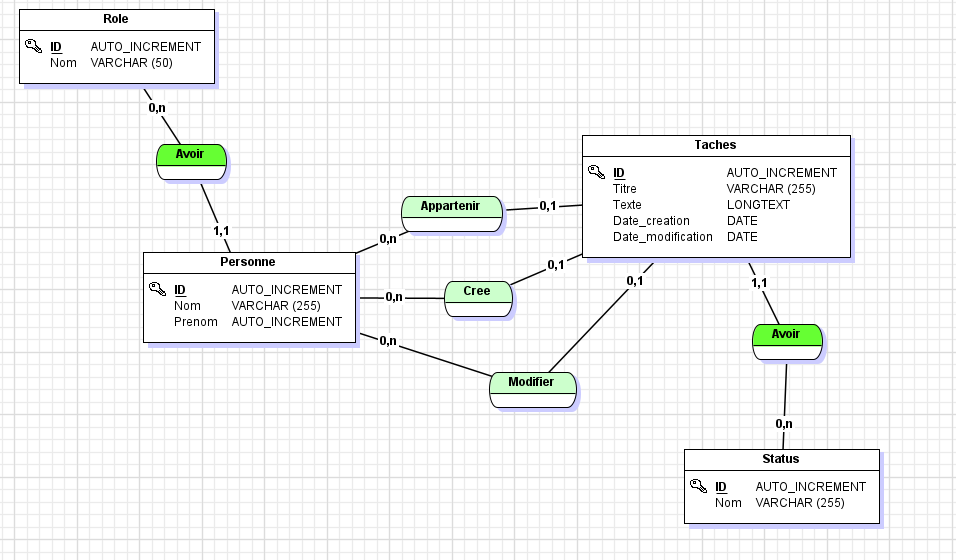 Role
ID AUTO_INCREMENT
Nom VARCHAR (50)
0,n
Avoir
1,1
Personne
ID AUTO_INCREMENT
Nom VARCHAR (255)
Prenom AUTO_INCREMENT
0,n
Appartenir
0,1
0,n
Cree
0,1
0,n
Modifier
0,1
Taches
ID AUTO_INCREMENT
Titre VARCHAR (255)
Texte LONGTEXT
Date_creation DATE
Date_modification DATE
1,1
Avoir
0,n
Status
ID AUTO_INCREMENT
Nom VARCHAR (255)